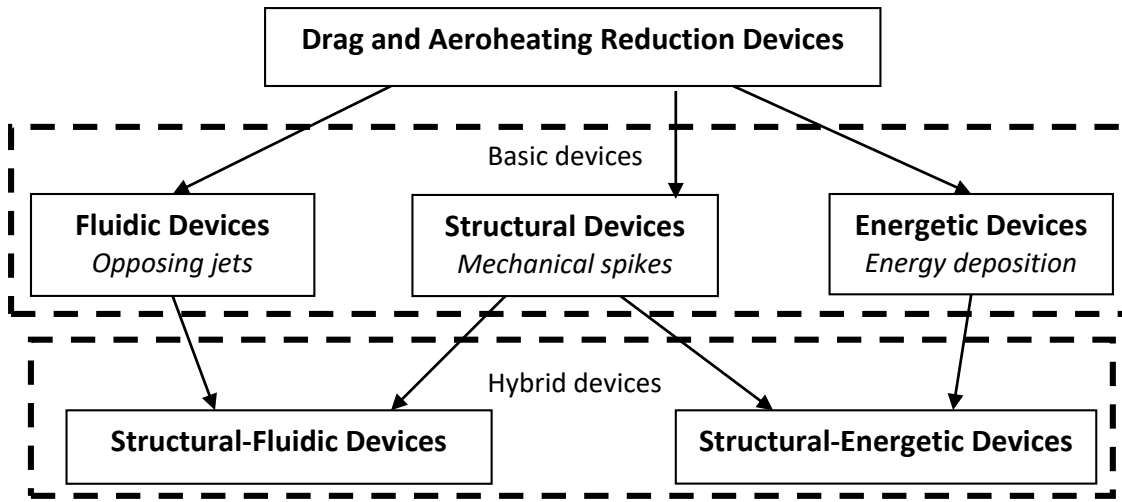 Drag and Aeroheating Reduction Devices
Basic devices
Fluidic Devices
Opposing jets
Structural Devices
Mechanical spikes
Energetic Devices
Energy deposition
Hybrid devices
Structural-Fluidic Devices
Structural-Energetic Devices